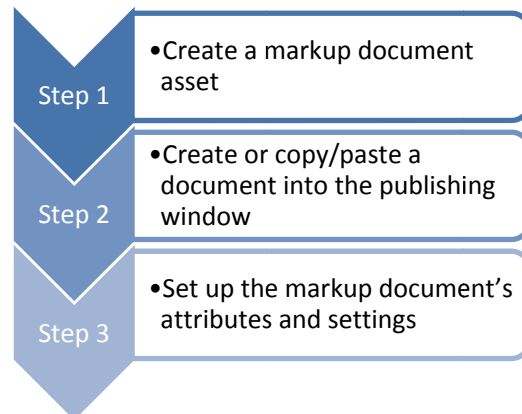 Step 1
•Create a markup document
asset
Step 2
•Create or copy/paste a
document into the publishing
window
Step 3
•Set up the markup document’s
attributes and settings